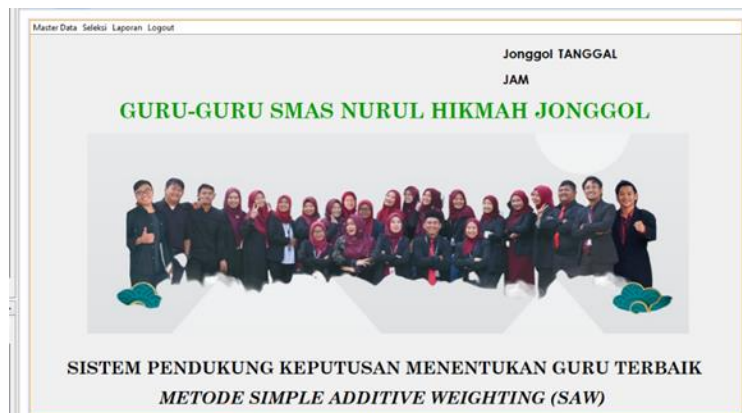 Master Data Seleksi Laporan Logout
Jonggol TANGGAL
JAM
GURU-GURU SMAS NURUL HIKMAH JONGGOL
SISTEM PENDUKUNG KEPUTUSAN MENENTUKAN GURU TERBAIK
METODE SIMPLE ADDITIVE WEIGHTING (SAW)